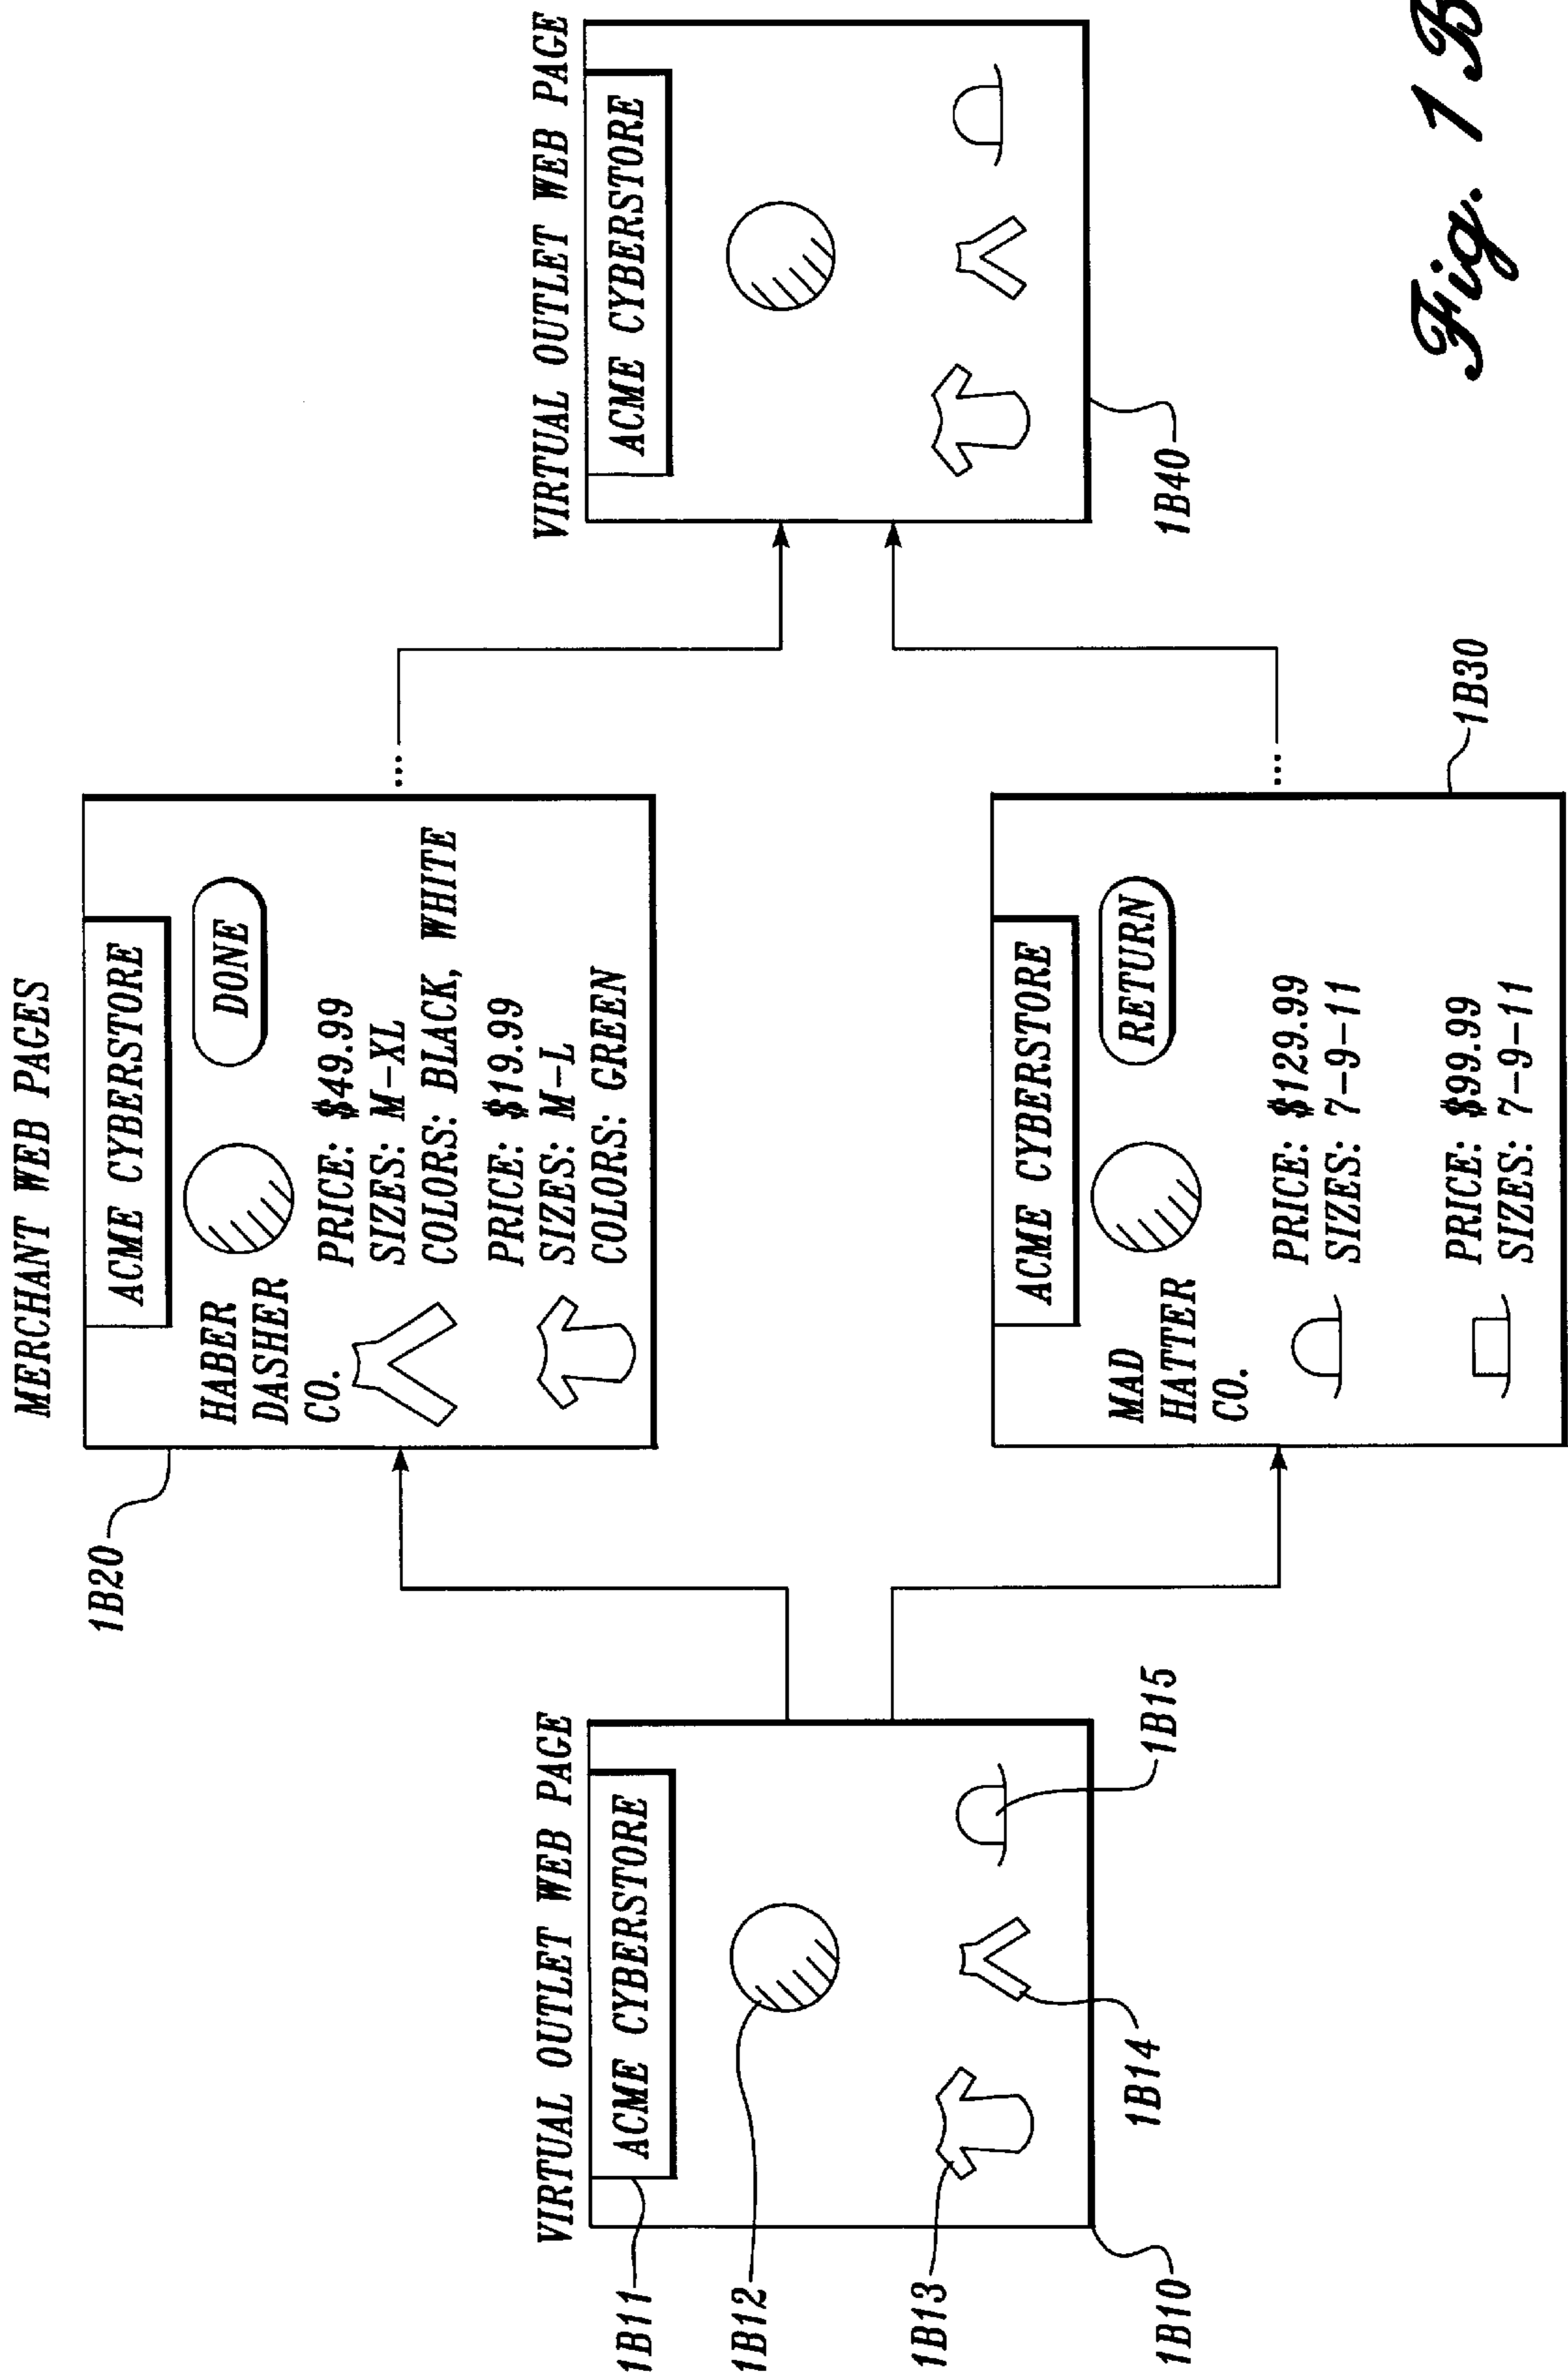 MERCHANT WEB PAGES
1B20
ACME CYBERSTORE
HABER
DASHER
CO.
DONE
PRICE: $49.99
SIZES: M-XL
COLORS: BLACK, WHITE
PRICE: $19.99
SIZES: M-L
COLORS: GREEN
...
VIRTUAL OUTLET WEB PAGE
1B11
ACME CYBERSTORE
1B12
1B13
1B14
1B15
1B10
VIRTUAL OUTLET WEB PAGE
ACME CYBERSTORE
1B40
ACME CYBERSTORE
MAD
HATTER
CO.
RETURN
PRICE: $129.99
SIZES: 7-9-11
PRICE: $99.99
SIZES: 7-9-11
...
1B30
Fig. 1B